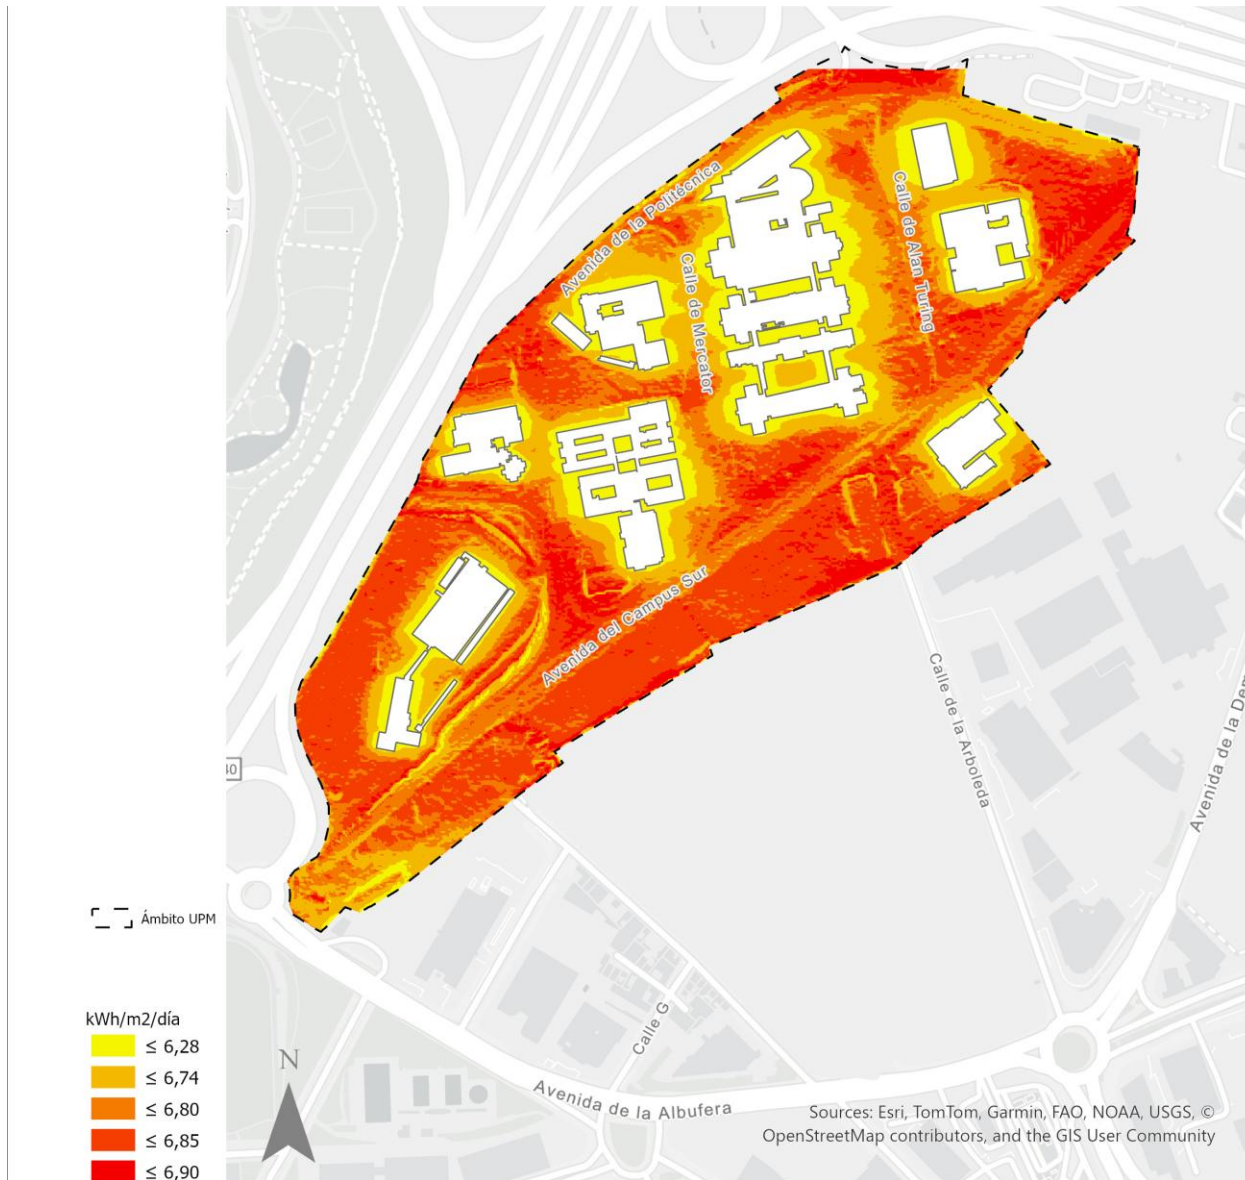 Avenida de la Politécnica
Calle de Mercator
Calle de Alan Turing
Avenida del Campus Sur
Calle de la Arboleda
Avenida de la Dem
40
Calle G
Avenida de la Albufera
Ámbito UPM
kWh/m2/día
≤ 6,28
≤ 6,74
≤ 6,80
≤ 6,85
≤ 6,90
N
Sources: Esri, TomTom, Garmin, FAO, NOAA, USGS, ©
OpenStreetMap contributors, and the GIS User Community